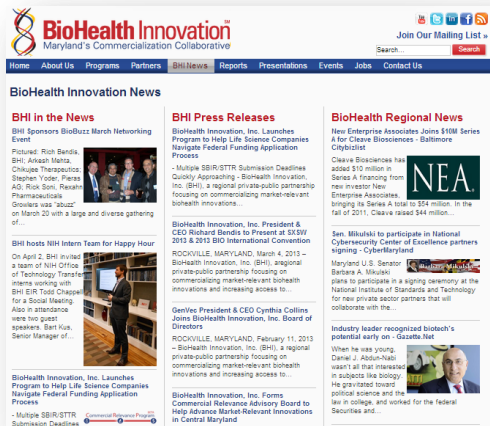 BioHealth Innovation SM
Maryland's Commercialization Collaborative
Join Our Mailing List »
Search...
Search
Home About Us Programs Partners BHI News Reports Presentations Events Jobs Contact Us
BioHealth Innovation News
BHI in the News
BHI Sponsors BioBuzz March Networking
Event
Pictured: Rich Bendis,
BHI; Arkesh Mehta,
Chikujee Therapeutics;
Stephen Yoder, Pieras
AG; Rick Soni, Rexahn
Pharmaceuticals
Growlers was "abuzz"
on March 20 with a large and diverse gathering
of…
BHI hosts NIH Intern Team for Happy Hour
On April 2, BHI invited
a team of NIH Office
of Technology Transfer
interns working with
BHI EIR Todd Chappell
for a Social Meeting.
Also in attendance
were two guest
speakers. Bart Kus,
Senior Manager of…
BioHealth Innovation, Inc. Launches
Program to Help Life Science Companies
Navigate Federal Funding Application
Process
- Multiple SBIR/STTR
Submission Deadlines
Commercial Relevance Program
BHI Press Releases
BioHealth Innovation, Inc. Launches
Program to Help Life Science Companies
Navigate Federal Funding Application
Process
- Multiple SBIR/STTR Submission Deadlines
Quickly Approaching - BioHealth Innovation, Inc.
(BHI), a regional private-public partnership
focusing on commercializing market-relevant
biohealth innovations…
BioHealth Innovation, Inc. President &
CEO Richard Bendis to Present at SXSW
2013 & 2013 BIO International Convention
ROCKVILLE, MARYLAND, March 4, 2013 –
BioHealth Innovation, Inc. (BHI), a regional
private-public partnership focusing on
commercializing market-relevant biohealth
innovations and increasing access to…
GenVec President & CEO Cynthia Collins
Joins BioHealth Innovation, Inc. Board of
Directors
ROCKVILLE, MARYLAND, February 11, 2013
– BioHealth Innovation, Inc. (BHI), a regional
private-public partnership focusing on
commercializing market-relevant biohealth
innovations and increasing access to…
BioHealth Innovation, Inc. Forms
Commercial Relevance Advisory Board to
Help Advance Market-Relevant Innovations
in Central Maryland
BioHealth Regional News
New Enterprise Associates Joins $10M Series
A for Cleave Biosciences - Baltimore
Citybizlist
Cleave Biosciences has
added $10 million in
Series A financing from
new investor New
Enterprise Associates,
bringing its Series A total to $54 million. In the
fall of 2011, Cleave raised $44 million…
NEA
Sen. Mikulski to participate in National
Cybersecurity Center of Excellence partners
signing - CyberMaryland
Maryland U.S. Senator
Barbara A. Mikulski
plans to participate in a signing ceremony at the
National Institute of Standards and Technology
for new private sector partners that will
collaborate with the…
Barbara Mikulski
Industry leader recognized biotech's
potential early on - Gazette.Net
When he was young,
Daniel J. Abdun-Nabi
wasn't all that interested
in subjects like biology.
He gravitated toward
political science and the
law in college, and worked for the federal
Securities and…